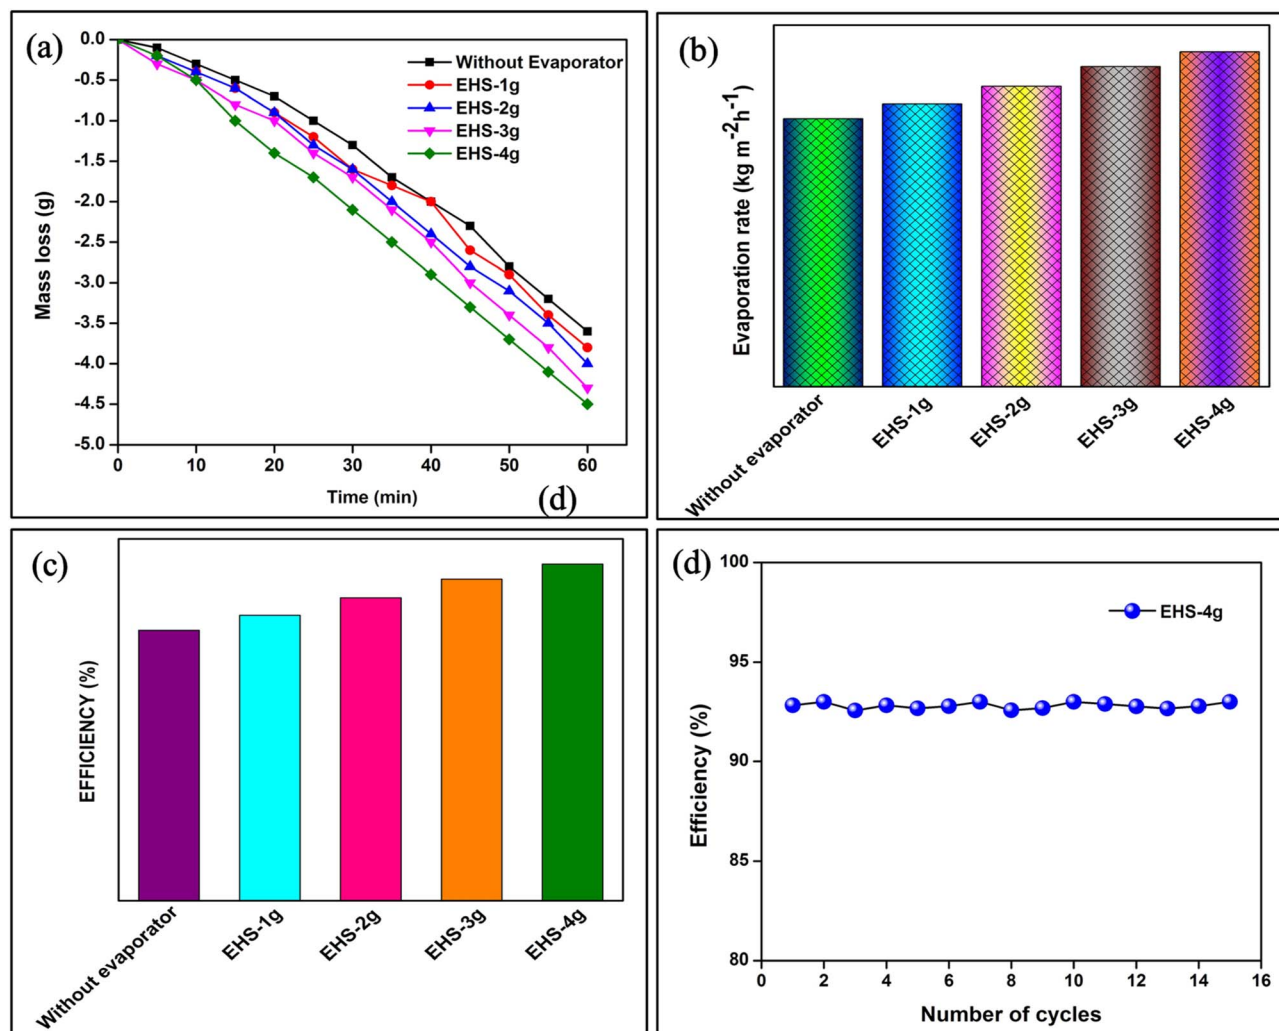 (a)
0.0
-0.5
-1.0
-1.5
-2.0
-2.5
-3.0
-3.5
-4.0
-4.5
-5.0
Mass loss (g)
Without Evaporator
EHS-1g
EHS-2g
EHS-3g
EHS-4g
0 10 20 30 40 50 60
Time (min)
(d)
(b)
Evaporation rate (kg m-2h-1)
Without evaporator
EHS-1g
EHS-2g
EHS-3g
EHS-4g
(c)
EFFICIENCY (%)
Without evaporator
EHS-1g
EHS-2g
EHS-3g
EHS-4g
(d)
100
95
90
85
80
Efficiency (%)
EHS-4g
0 2 4 6 8 10 12 14 16
Number of cycles